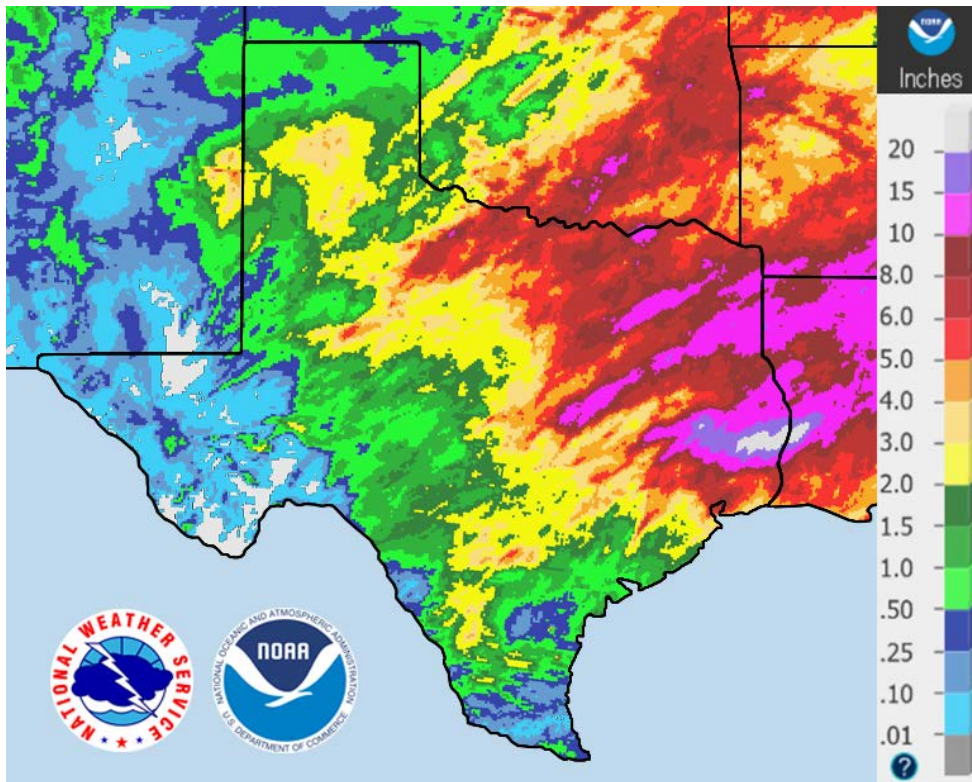 NOAA
Inches
20
15
10
8.0
6.0
5.0
4.0
3.0
2.0
1.5
1.0
.50
.25
.10
.01
?
NATIONAL WEATHER SERVICE
NATIONAL OCEANIC AND ATMOSPHERIC ADMINISTRATION
NOAA
U.S. DEPARTMENT OF COMMERCE